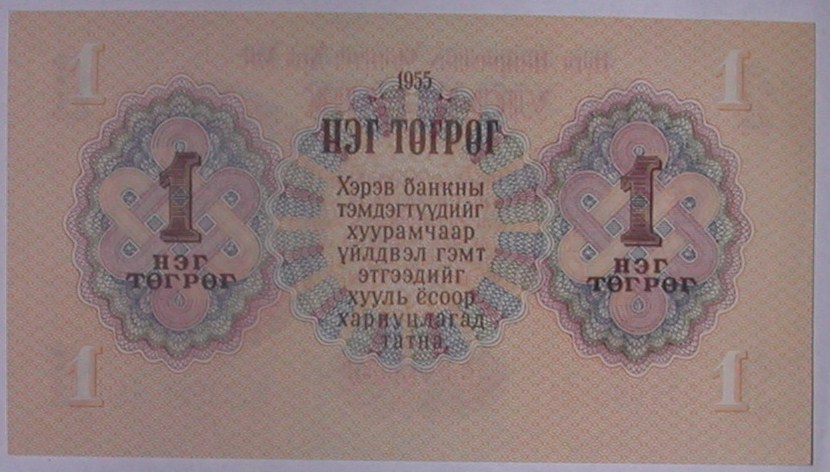 1 1
1955
НЭГ ТӨГРӨГ
Хэрэв банкны
тэмдэгтүүдийг
хуурамчаар
үйлдвэл гэмт
этгээдийг
хууль ёсоор
хариуцлагад
татна
1
НЭГ
ТӨГРӨГ
1
НЭГ
ТӨГРӨГ
1 1